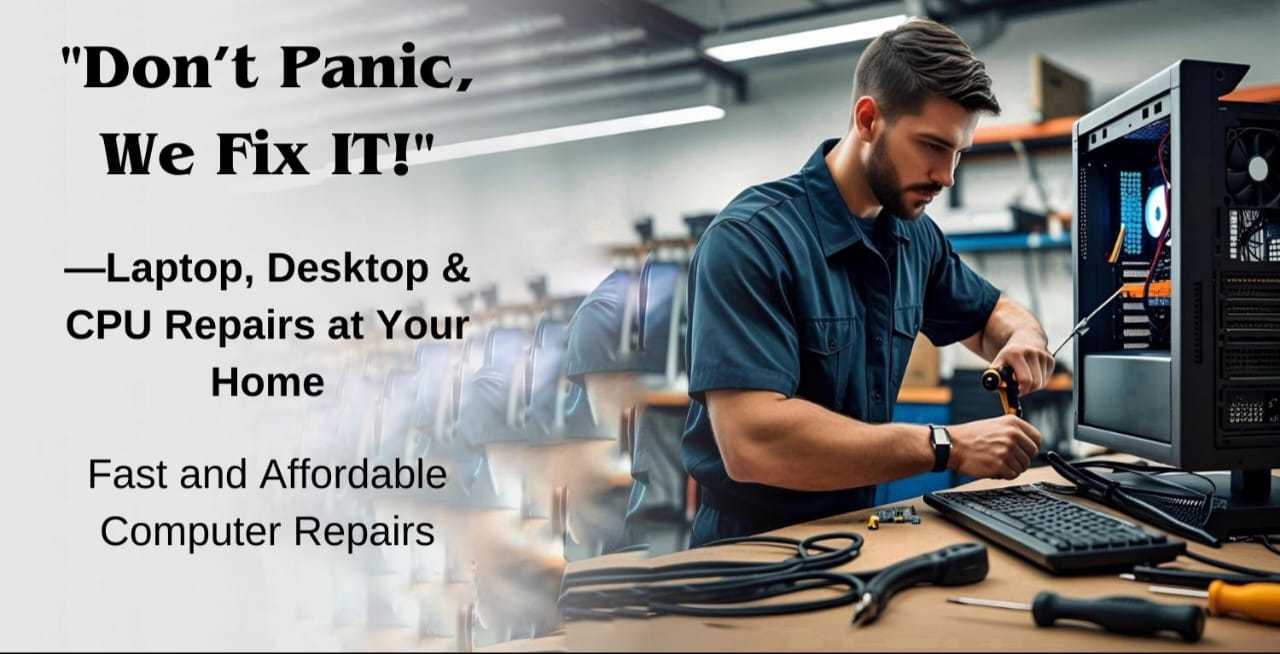 "Don’t Panic,
We Fix IT!"
—Laptop, Desktop &
CPU Repairs at Your
Home
Fast and Affordable
Computer Repairs